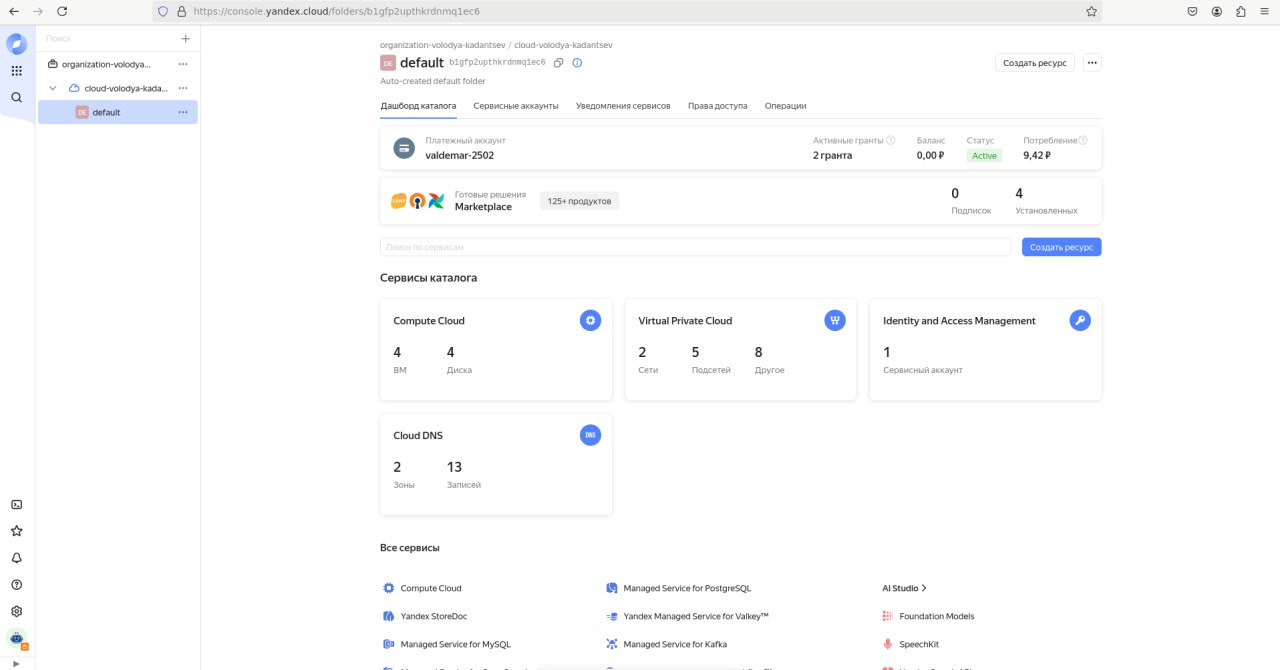 https://console.yandex.cloud/folders/b1gfp2upthkrdnmq1ec6
Поиск
organization-volodya...
cloud-volodya-kada...
DE default
organization-volodya-kadantsev / cloud-volodya-kadantsev
DE default b1gfp2upthkrdnmq1ec6
Auto-created default folder
Создать ресурс
Дашборд каталога Сервисные аккаунты Уведомления сервисов Права доступа Операции
Платежный аккаунт
valdemar-2502
Активные гранты Баланс Статус Потребление
2 гранта 0,00 ₽ Active 9,42 ₽
Готовые решения
Marketplace
125+ продуктов
0 4
Подписок Установленных
Поиск по сервисам
Создать ресурс
Сервисы каталога
Compute Cloud
4 4
ВМ Диска
Virtual Private Cloud
2 5 8
Сети Подсетей Другое
Identity and Access Management
1
Сервисный аккаунт
Cloud DNS
DNS
2 13
Зоны Записей
Все сервисы
Compute Cloud Managed Service for PostgreSQL AI Studio
Yandex StoreDoc Yandex Managed Service for Valkey™ Foundation Models
Managed Service for MySQL Managed Service for Kafka SpeechKit